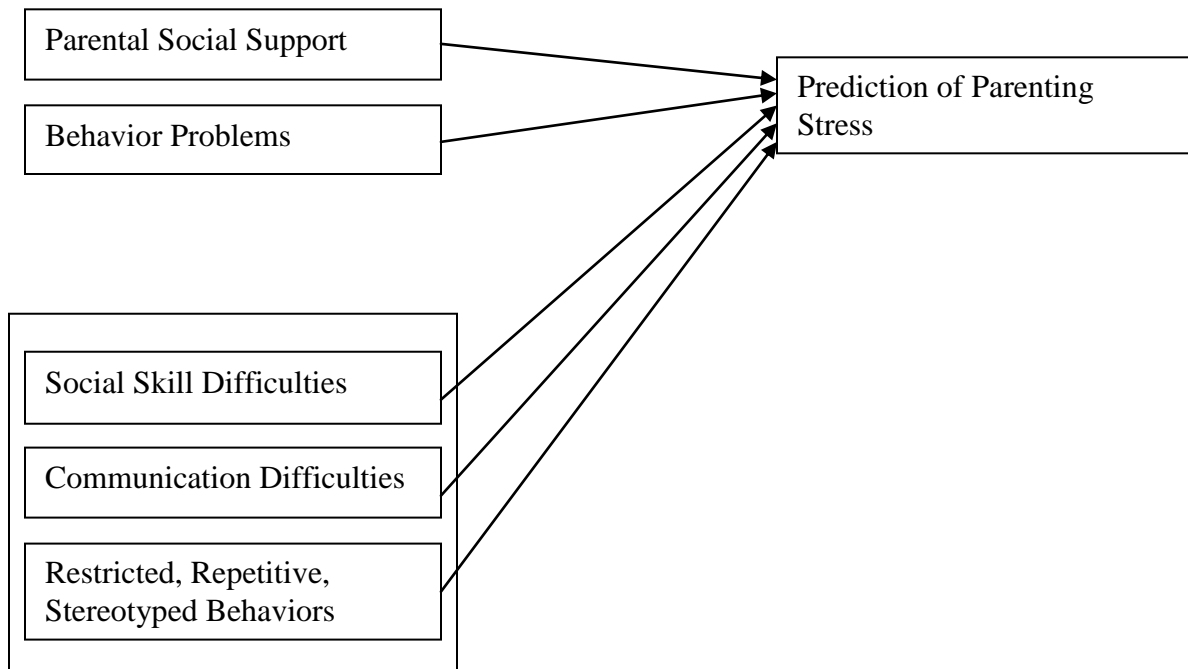 Parental Social Support
Prediction of Parenting
Stress
Behavior Problems
Social Skill Difficulties
Communication Difficulties
Restricted, Repetitive,
Stereotyped Behaviors